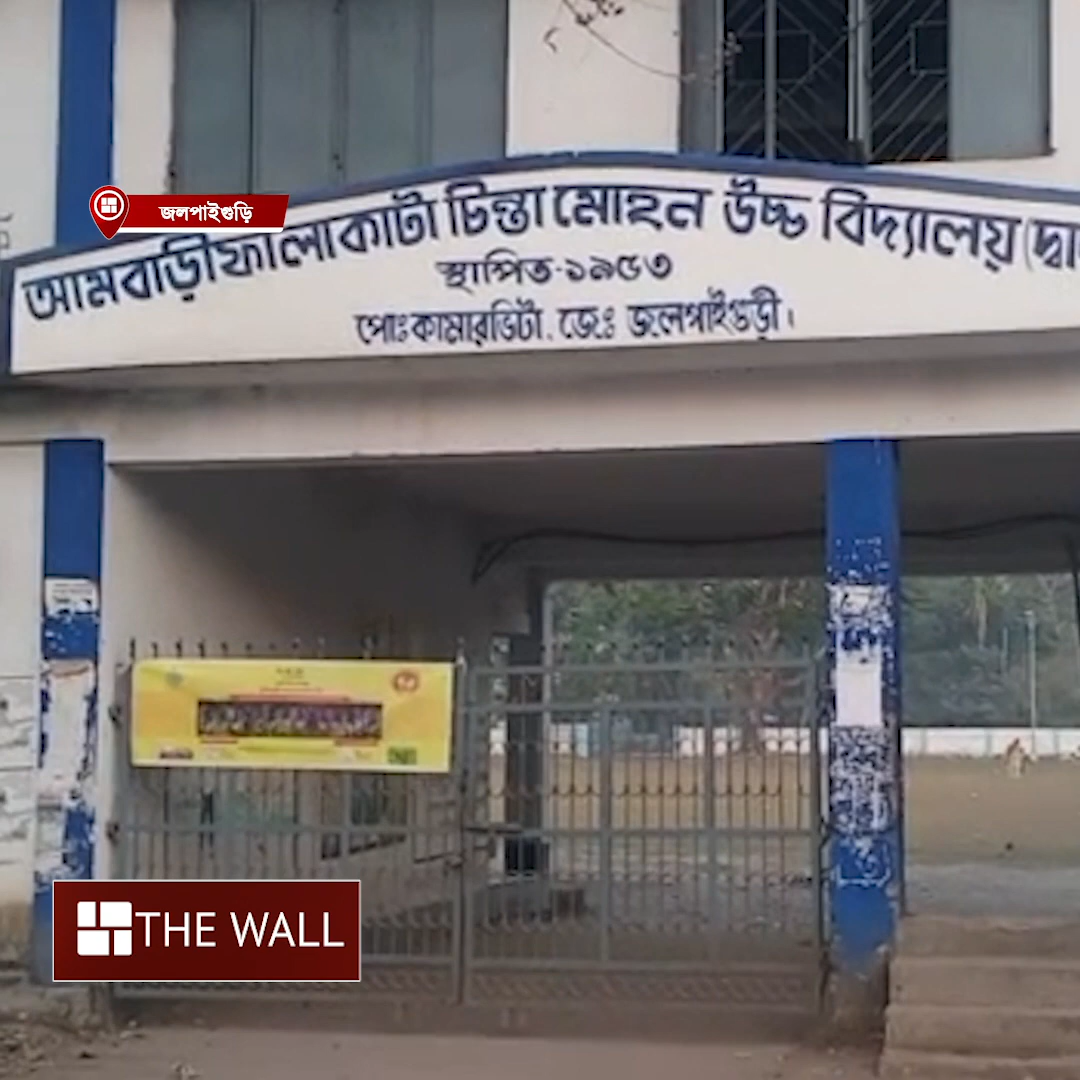 জলপাইগুড়ি
আমবাড়ীফালাকাটা চিন্তা মোহন উচ্চ বিদ্যালয় (দ্বা
স্থাপিত-১৯৫৩
পোঃ কামারভিটা. জেঃ জলপাইগুড়ী।
THE WALL